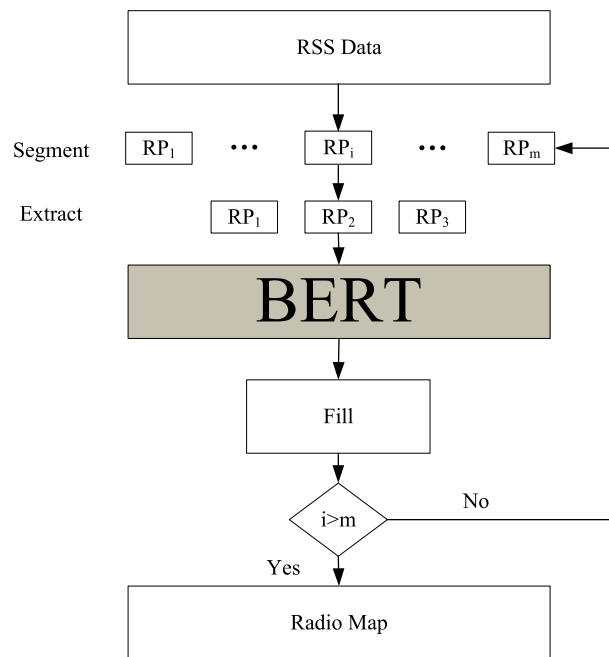 RSS Data
Segment RP₁ ••• RPᵢ ••• RPₘ
Extract RP₁ RP₂ RP₃
BERT
Fill
i>m
No
Yes
Radio Map